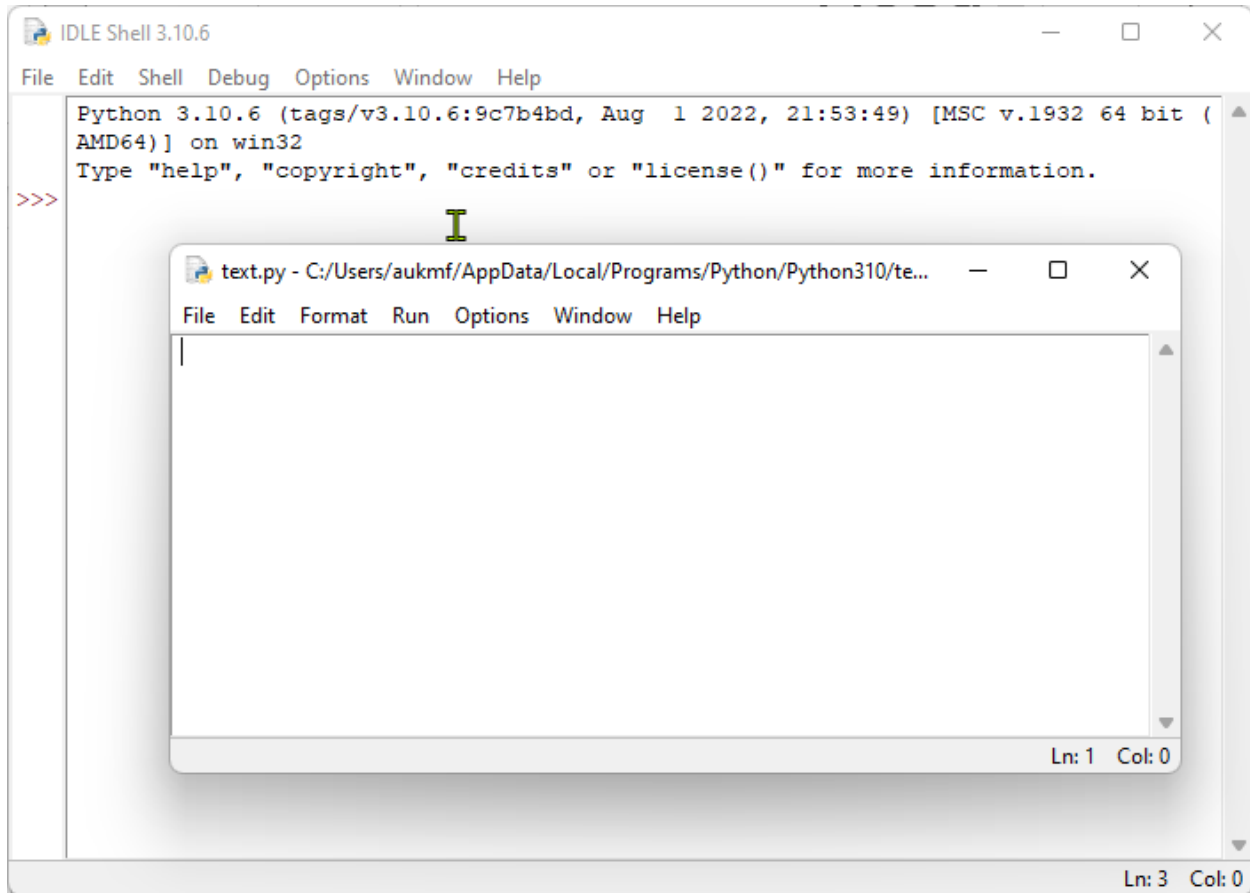 IDLE Shell 3.10.6
File Edit Shell Debug Options Window Help
Python 3.10.6 (tags/v3.10.6:9c7b4bd, Aug  1 2022, 21:53:49) [MSC v.1932 64 bit (
AMD64)] on win32
Type "help", "copyright", "credits" or "license()" for more information.
>>>
text.py - C:/Users/aukmf/AppData/Local/Programs/Python/Python310/te...
File Edit Format Run Options Window Help
Ln: 1 Col: 0
Ln: 3 Col: 0